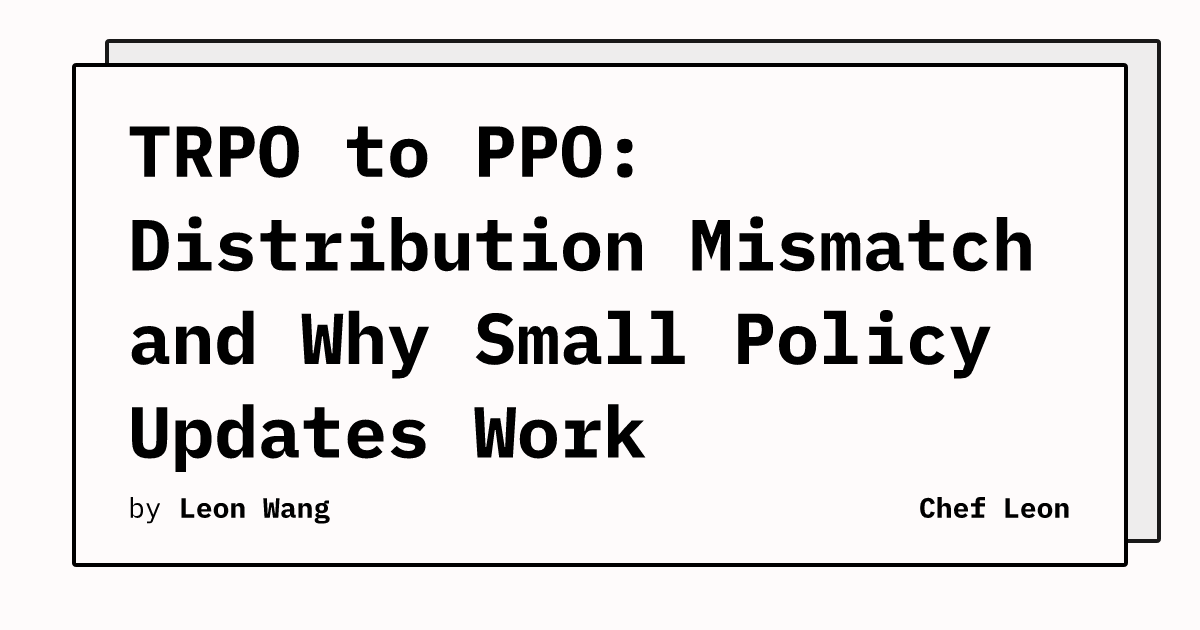 TRPO to PPO:
Distribution Mismatch
and Why Small Policy
Updates Work
by Leon Wang
Chef Leon